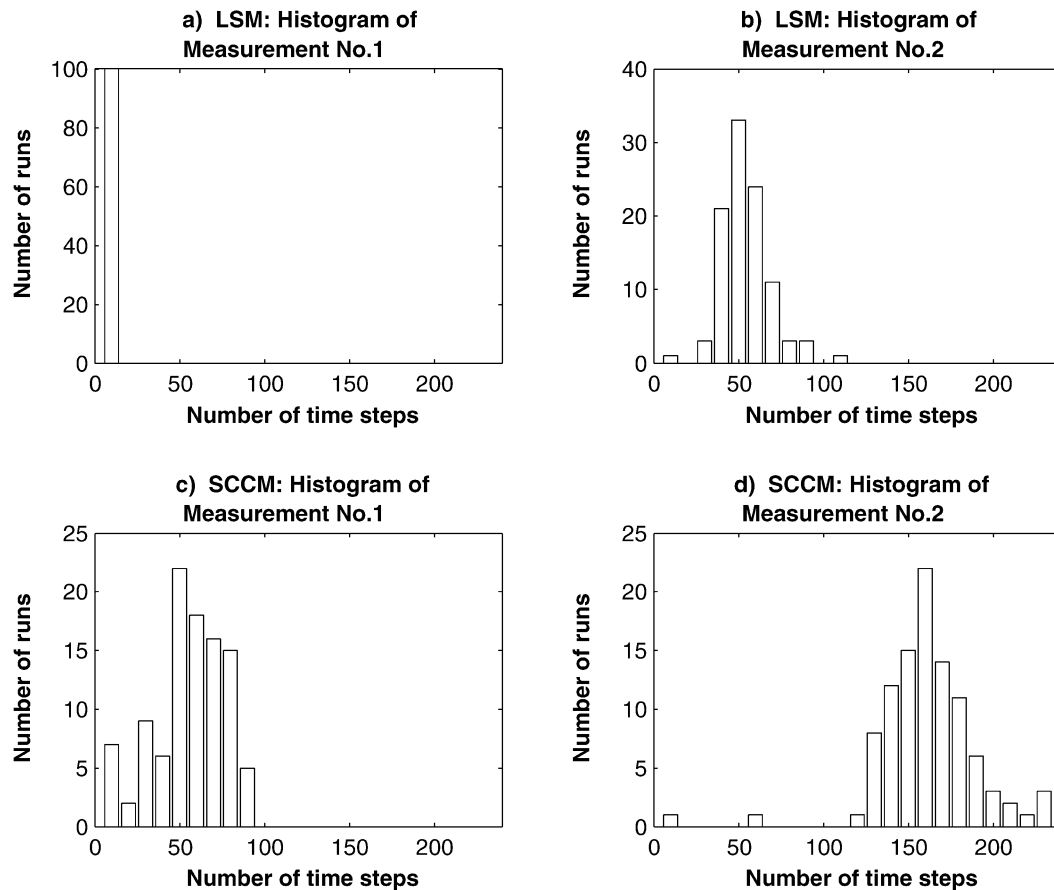 a) LSM: Histogram of
Measurement No.1
100
80
60
40
20
0
Number of runs
0 50 100 150 200
Number of time steps
b) LSM: Histogram of
Measurement No.2
40
30
20
10
0
Number of runs
0 50 100 150 200
Number of time steps
c) SCCM: Histogram of
Measurement No.1
25
20
15
10
5
0
Number of runs
0 50 100 150 200
Number of time steps
d) SCCM: Histogram of
Measurement No.2
25
20
15
10
5
0
Number of runs
0 50 100 150 200
Number of time steps